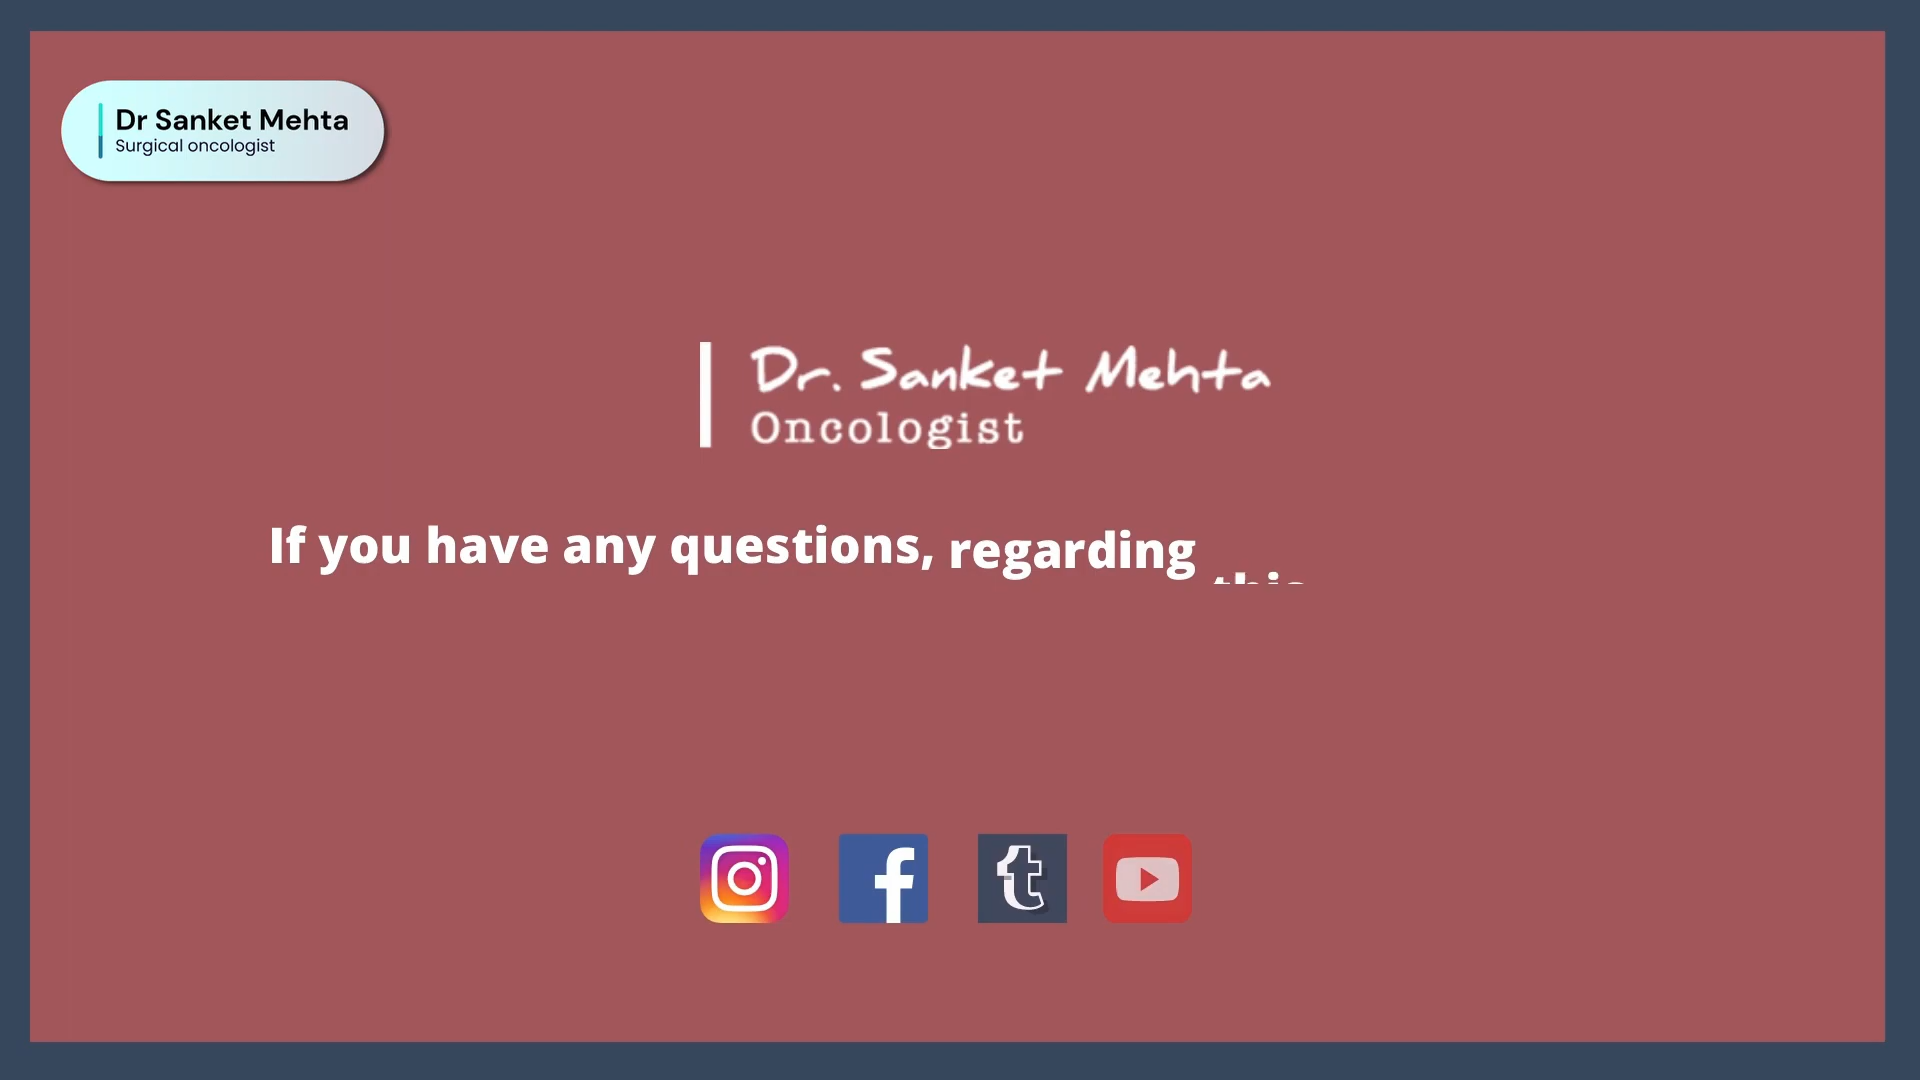 Dr Sanket Mehta
Surgical oncologist
Dr. Sanket Mehta
Oncologist
If you have any questions, regarding